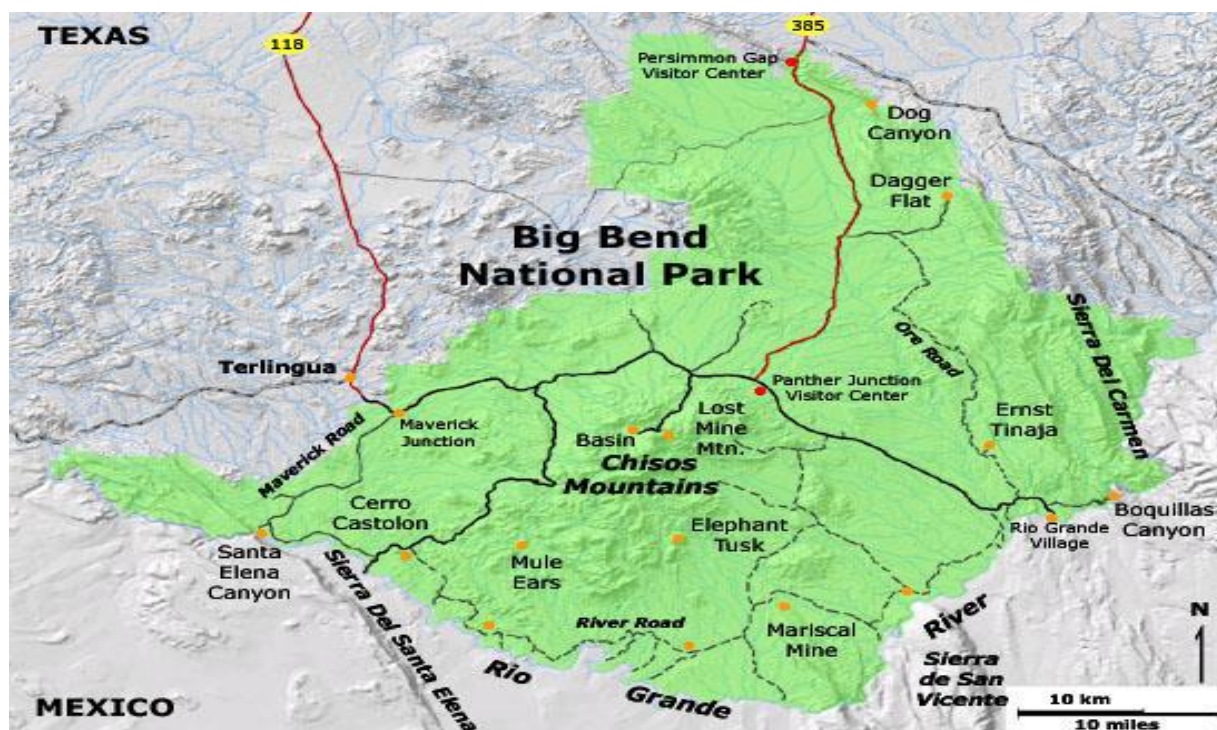 TEXAS
118
385
Persimmon Gap
Visitor Center
Dog
Canyon
Dagger
Flat
Big Bend
National Park
Sierra Del Carmen
Ore Road
Terlingua
Panther Junction
Visitor Center
Maverick
Junction
Maverick Road
Basin
Lost
Mine
Mtn.
Ernst
Tinaja
Chisos
Mountains
Cerro
Castolon
Elephant
Tusk
Boquillas
Canyon
Rio Grande
Village
Santa
Elena
Canyon
Mule
Ears
Sierra Del Santa Elena
River Road
Mariscal
Mine
Rio
Grande
River
Sierra
de San
Vicente
N
MEXICO
10 km
10 miles